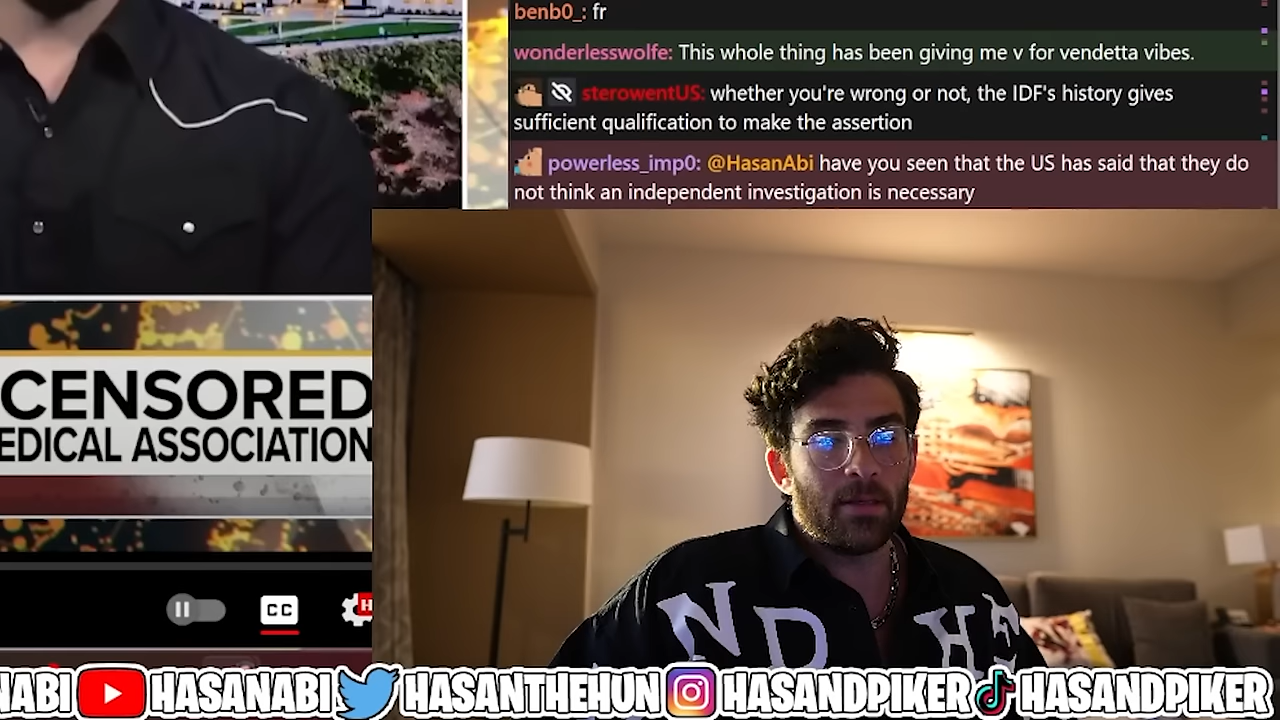 benb0_: fr
wonderlesswolfe: This whole thing has been giving me v for vendetta vibes.
sterowentUS: whether you're wrong or not, the IDF's history gives
sufficient qualification to make the assertion
powerless_imp0: @HasanAbi have you seen that the US has said that they do
not think an independent investigation is necessary
CENSORED
EDICAL ASSOCIATION
CC
H
ND HE
NABI HASANABI HASANTHEHUN HASANDPIKER HASANDPIKER